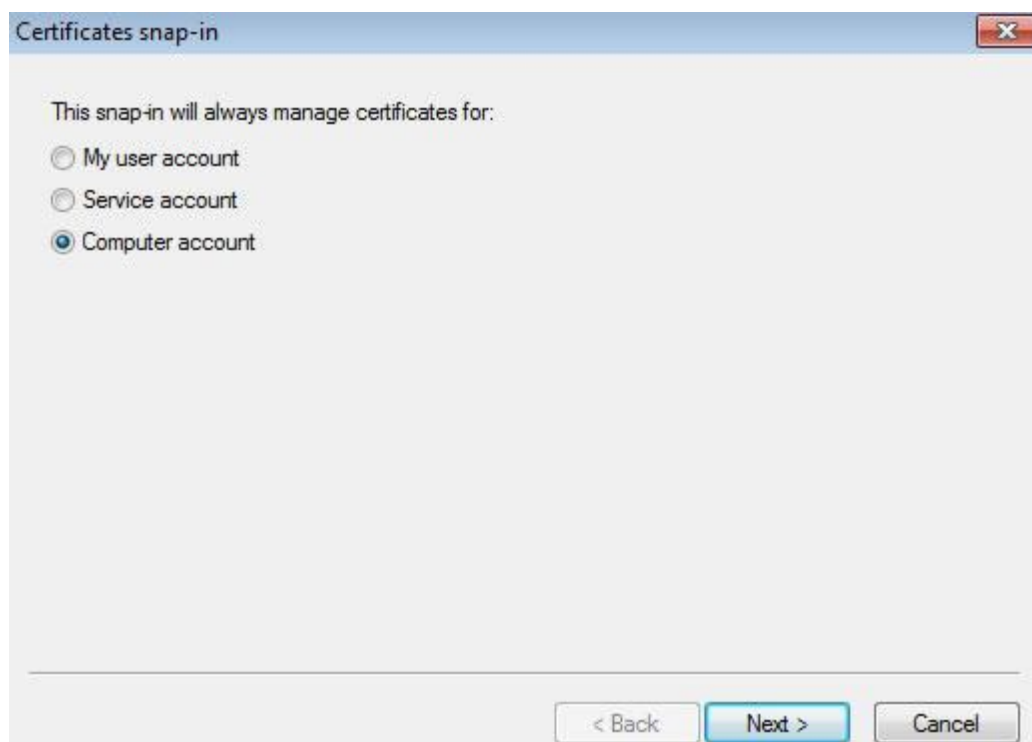 Certificates snap-in
This snap-in will always manage certificates for:
My user account
Service account
Computer account
< Back Next > Cancel